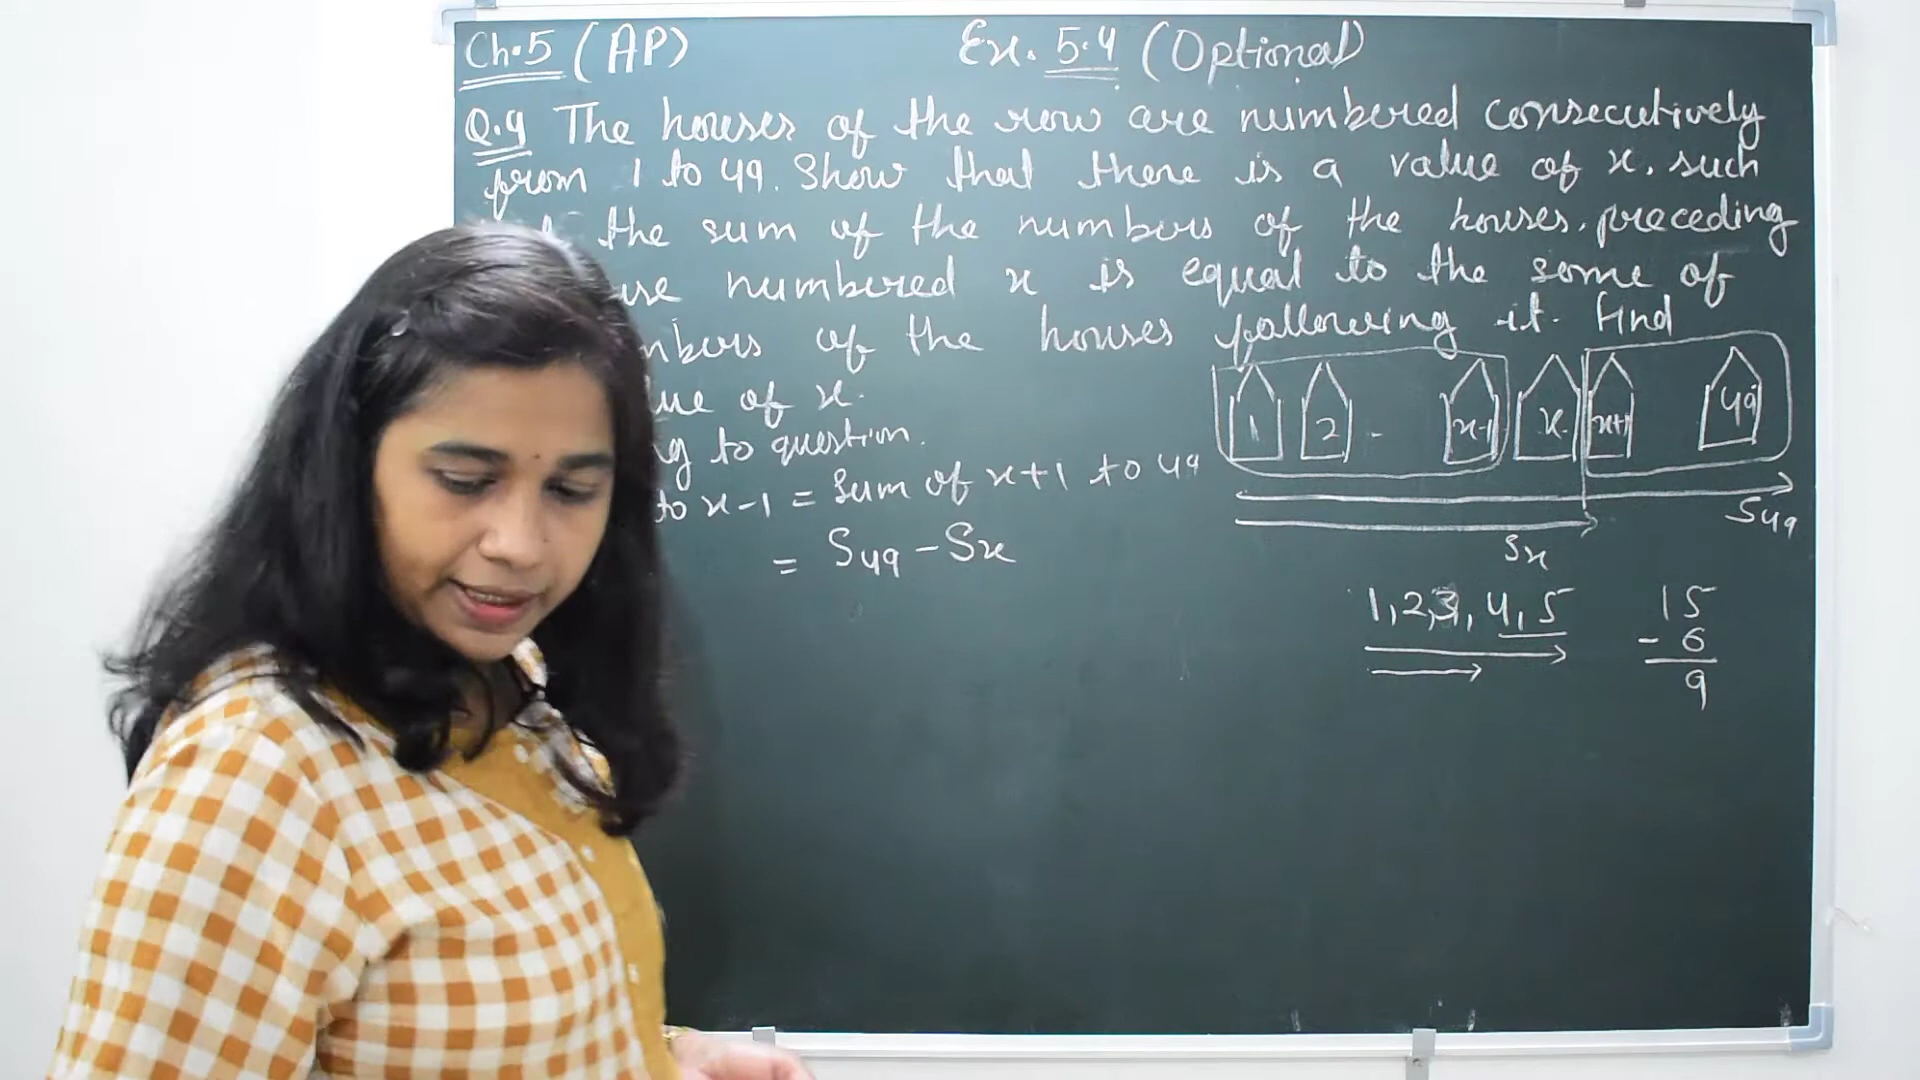 Ch.5 (AP)
Ex. 5.4 (Optional)
Q.4 The houses of the row are numbered consecutively
from 1 to 49. Show that there is a value of x. such
the sum of the numbers of the houses. preceding
numbered x is equal to the some of
of the houses following it. find
of x.
to question.
to x-1 = Sum of x+1 to 49
= S49 - Sx
1 2 - x-1 x x+1 49
S49
Sx
1,2,3,4,5
15
- 6
9